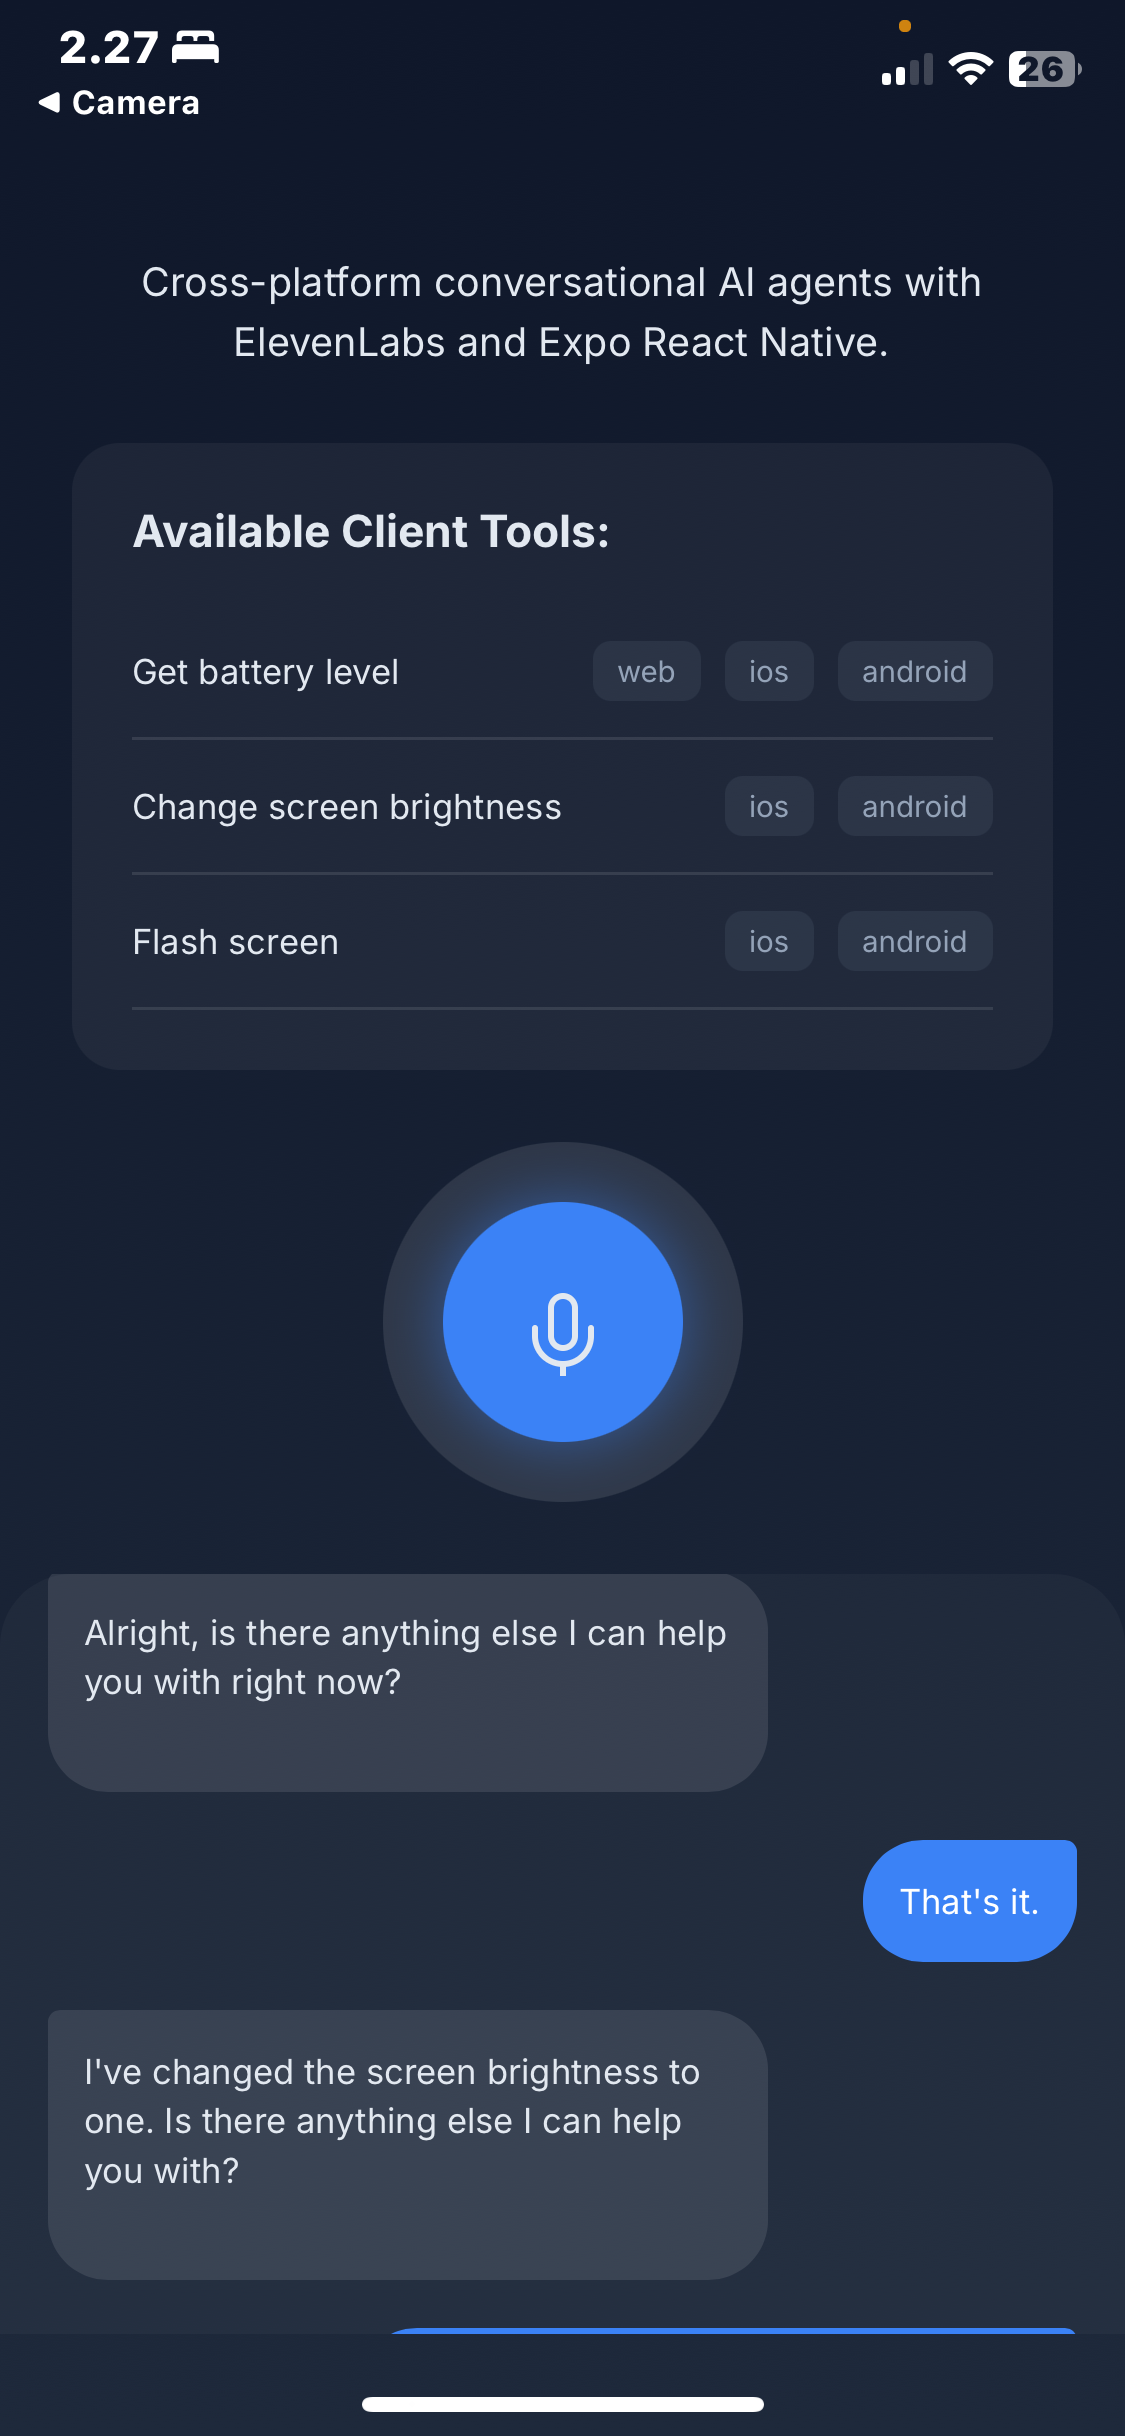 2.27
26
Camera
Cross-platform conversational AI agents with
ElevenLabs and Expo React Native.
Available Client Tools:
Get battery level web ios android
Change screen brightness ios android
Flash screen ios android
Alright, is there anything else I can help
you with right now?
That's it.
I've changed the screen brightness to
one. Is there anything else I can help
you with?